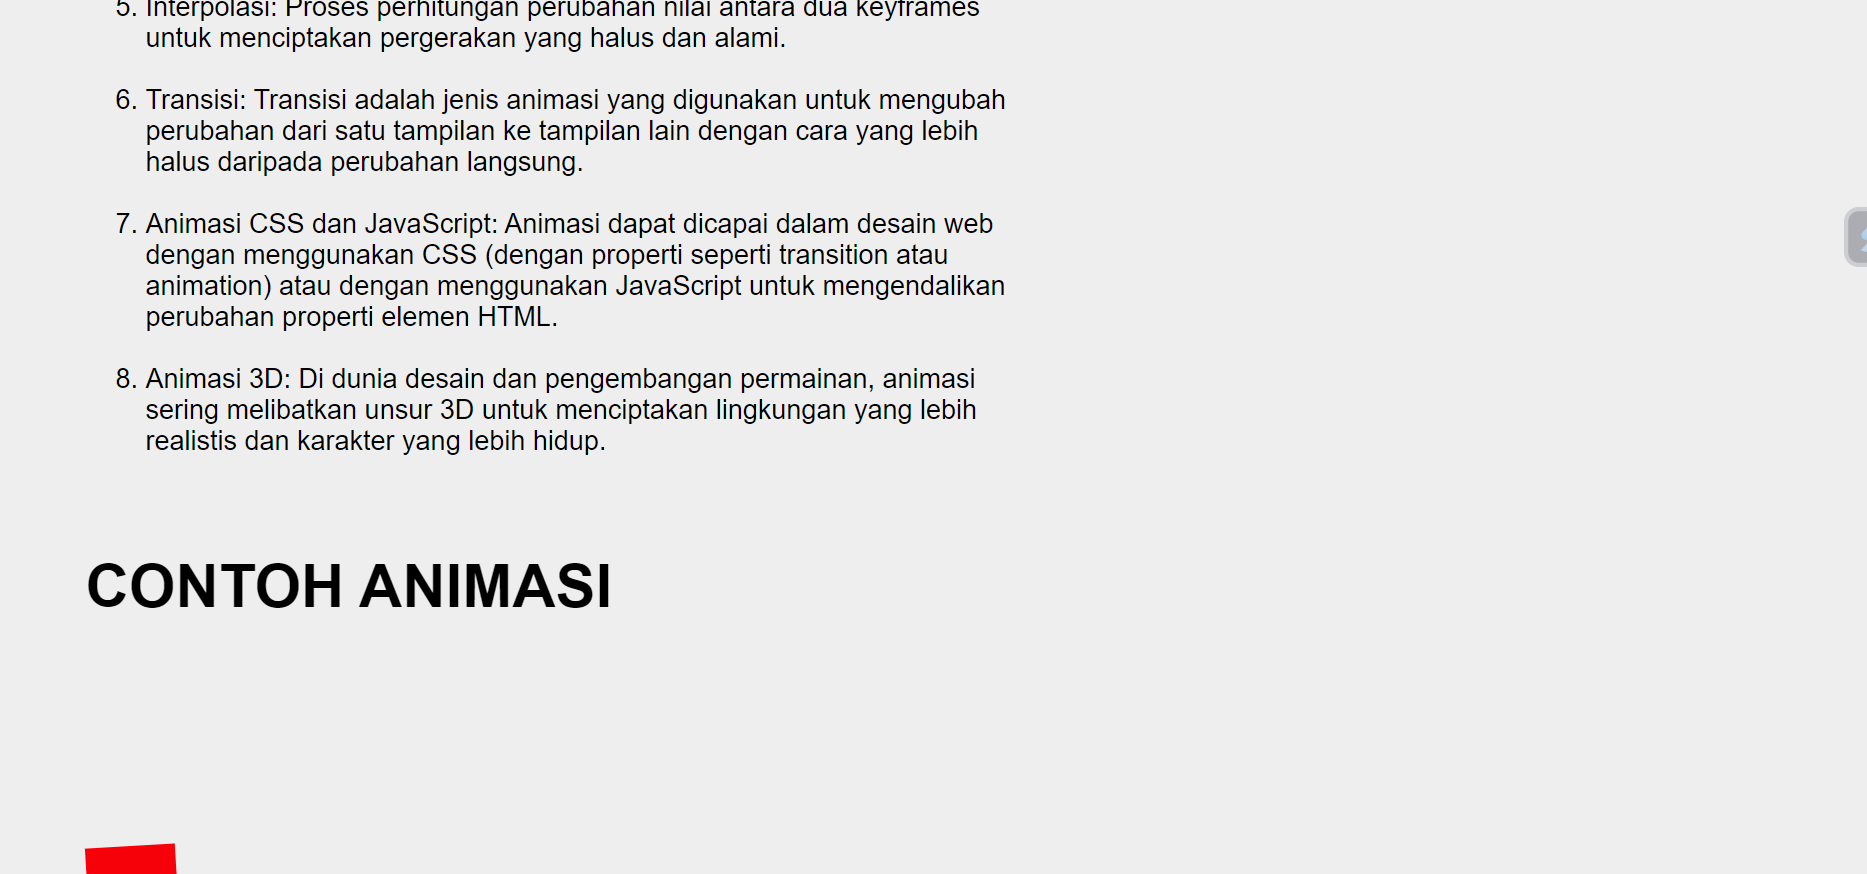 5. Interpolasi: Proses perhitungan perubahan nilai antara dua keyframes
untuk menciptakan pergerakan yang halus dan alami.
6. Transisi: Transisi adalah jenis animasi yang digunakan untuk mengubah
perubahan dari satu tampilan ke tampilan lain dengan cara yang lebih
halus daripada perubahan langsung.
7. Animasi CSS dan JavaScript: Animasi dapat dicapai dalam desain web
dengan menggunakan CSS (dengan properti seperti transition atau
animation) atau dengan menggunakan JavaScript untuk mengendalikan
perubahan properti elemen HTML.
8. Animasi 3D: Di dunia desain dan pengembangan permainan, animasi
sering melibatkan unsur 3D untuk menciptakan lingkungan yang lebih
realistis dan karakter yang lebih hidup.
CONTOH ANIMASI